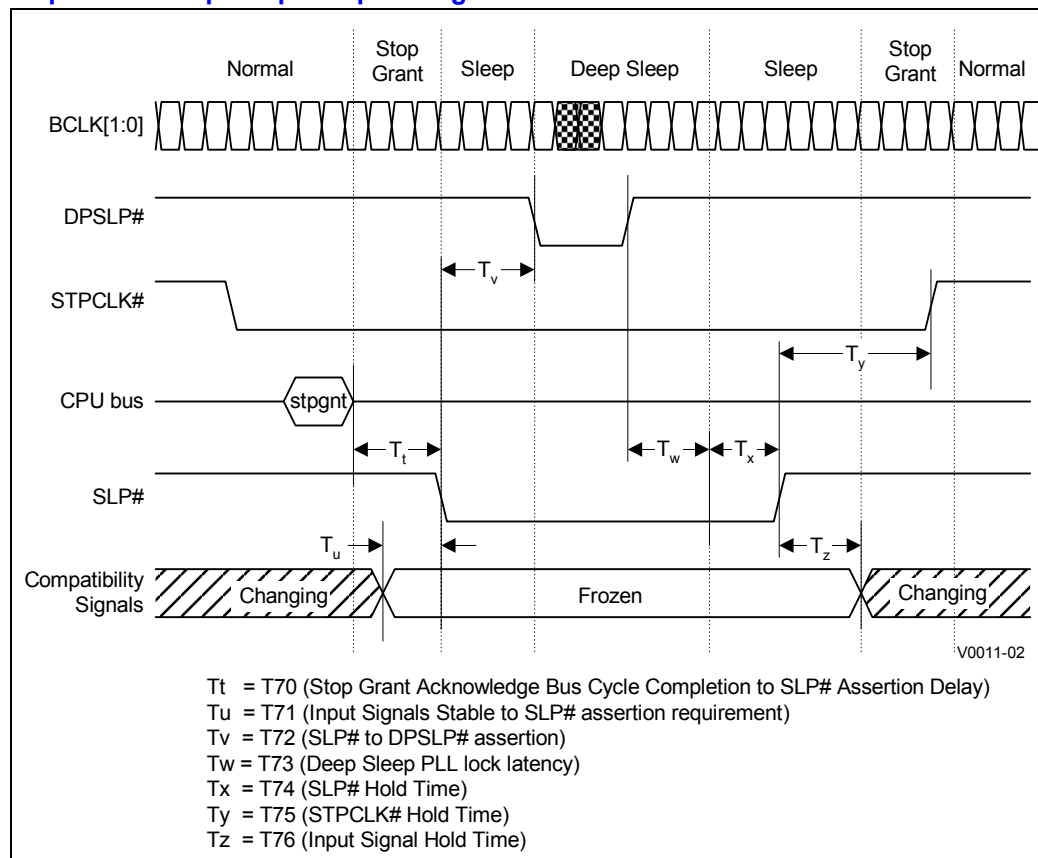 Stop Stop
Normal Grant Sleep Deep Sleep Sleep Grant Normal
BCLK[1:0]
DPSLP#
Tv
STPCLK#
Ty
CPU bus stpgnt
Tt Tw Tx
SLP#
Tu Tz
Compatibility
Signals Changing Frozen Changing
V0011-02
Tt = T70 (Stop Grant Acknowledge Bus Cycle Completion to SLP# Assertion Delay)
Tu = T71 (Input Signals Stable to SLP# assertion requirement)
Tv = T72 (SLP# to DPSLP# assertion)
Tw = T73 (Deep Sleep PLL lock latency)
Tx = T74 (SLP# Hold Time)
Ty = T75 (STPCLK# Hold Time)
Tz = T76 (Input Signal Hold Time)